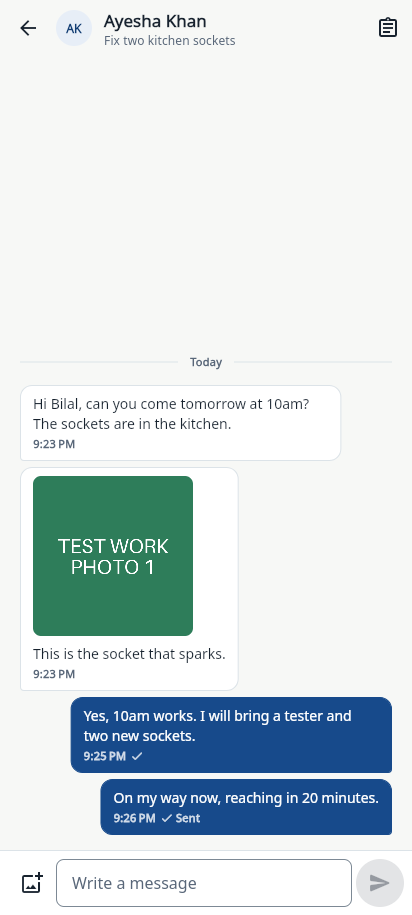 AK
Ayesha Khan
Fix two kitchen sockets
Today
Hi Bilal, can you come tomorrow at 10am?
The sockets are in the kitchen.
9:23 PM
TEST WORK
PHOTO 1
This is the socket that sparks.
9:23 PM
Yes, 10am works. I will bring a tester and
two new sockets.
9:25 PM
On my way now, reaching in 20 minutes.
9:26 PM Sent
Write a message